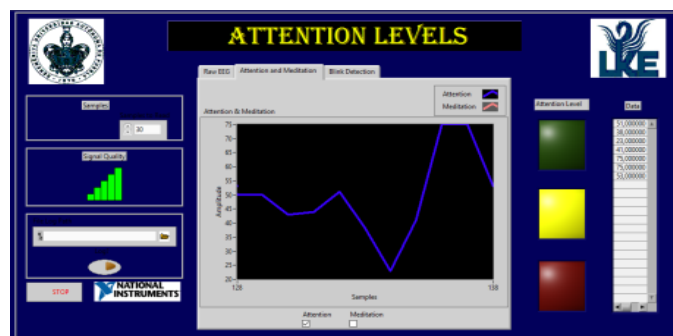 ATTENTION LEVELS
LKE
Raw EEG
Attention and Meditation
Blink Detection
Samples
30
Signal Quality
STOP
NATIONAL
INSTRUMENTS
Attention
Meditation
Attention & Meditation
Amplitude
75
70
65
60
55
50
45
40
35
30
25
20
128
138
Samples
Attention
Meditation
Attention Level
Data
51,000000
38,000000
23,000000
41,000000
75,000000
75,000000
53,000000